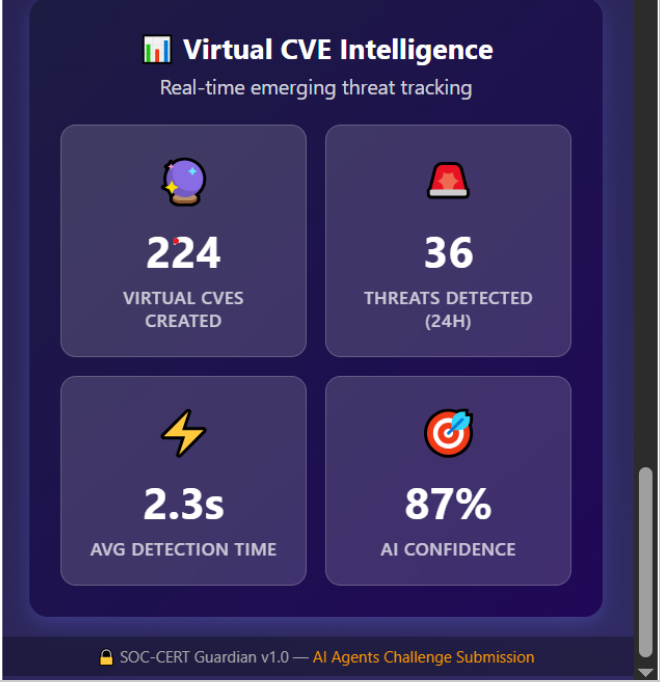 Virtual CVE Intelligence
Real-time emerging threat tracking
224
VIRTUAL CVES
CREATED
36
THREATS DETECTED
(24H)
2.3s
AVG DETECTION TIME
87%
AI CONFIDENCE
SOC-CERT Guardian v1.0 — AI Agents Challenge Submission